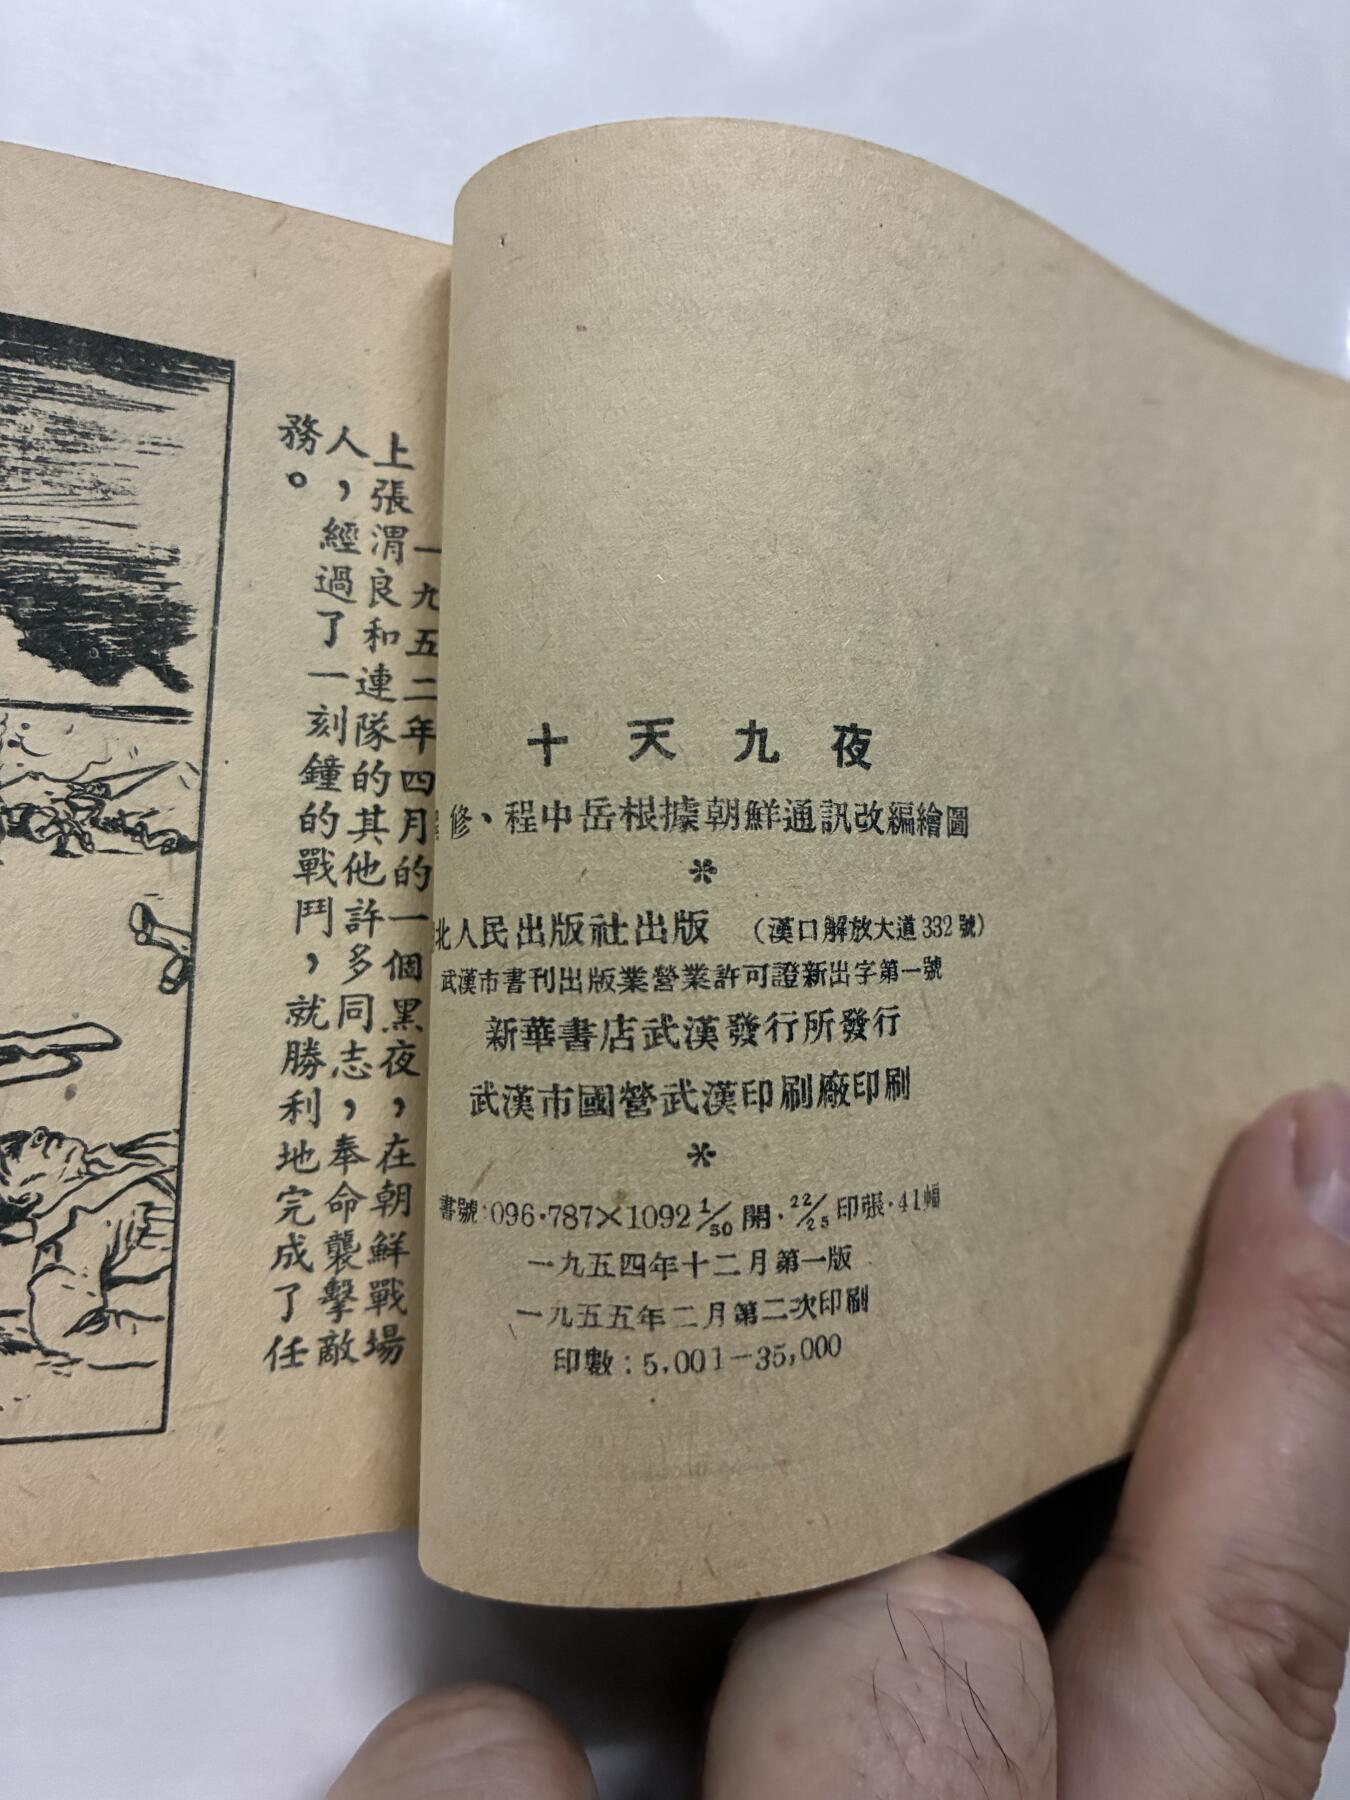 一九五二年四月的一個黑夜，在朝鮮戰場
上張渭良和連隊的其他許多同志，奉命襲擊敵
人，經過了一刻鐘的戰鬥，就勝利地完成了任
務。
十天九夜
修、程中岳根據朝鮮通訊改編繪圖
*
北人民出版社出版 （漢口解放大道332號）
武漢市書刊出版業營業許可證新出字第一號
新華書店武漢發行所發行
武漢市國營武漢印刷廠印刷
*
書號：096·787×1092 1/50 開·22/25 印張·41幅
一九五四年十二月第一版
一九五五年二月第二次印刷
印數：5,001—35,000